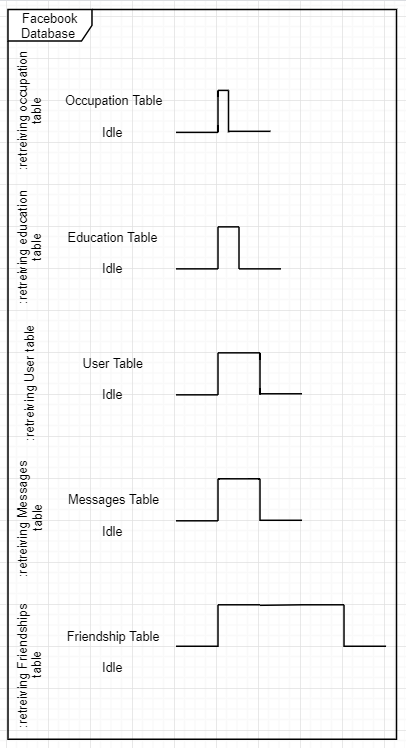 Facebook
Database
:retreiving occupation
table
Occupation Table
Idle
:retreiving education
table
Education Table
Idle
:retreiving User table
User Table
Idle
:retreiving Messages
table
Messages Table
Idle
:retreiving Friendships
table
Friendship Table
Idle